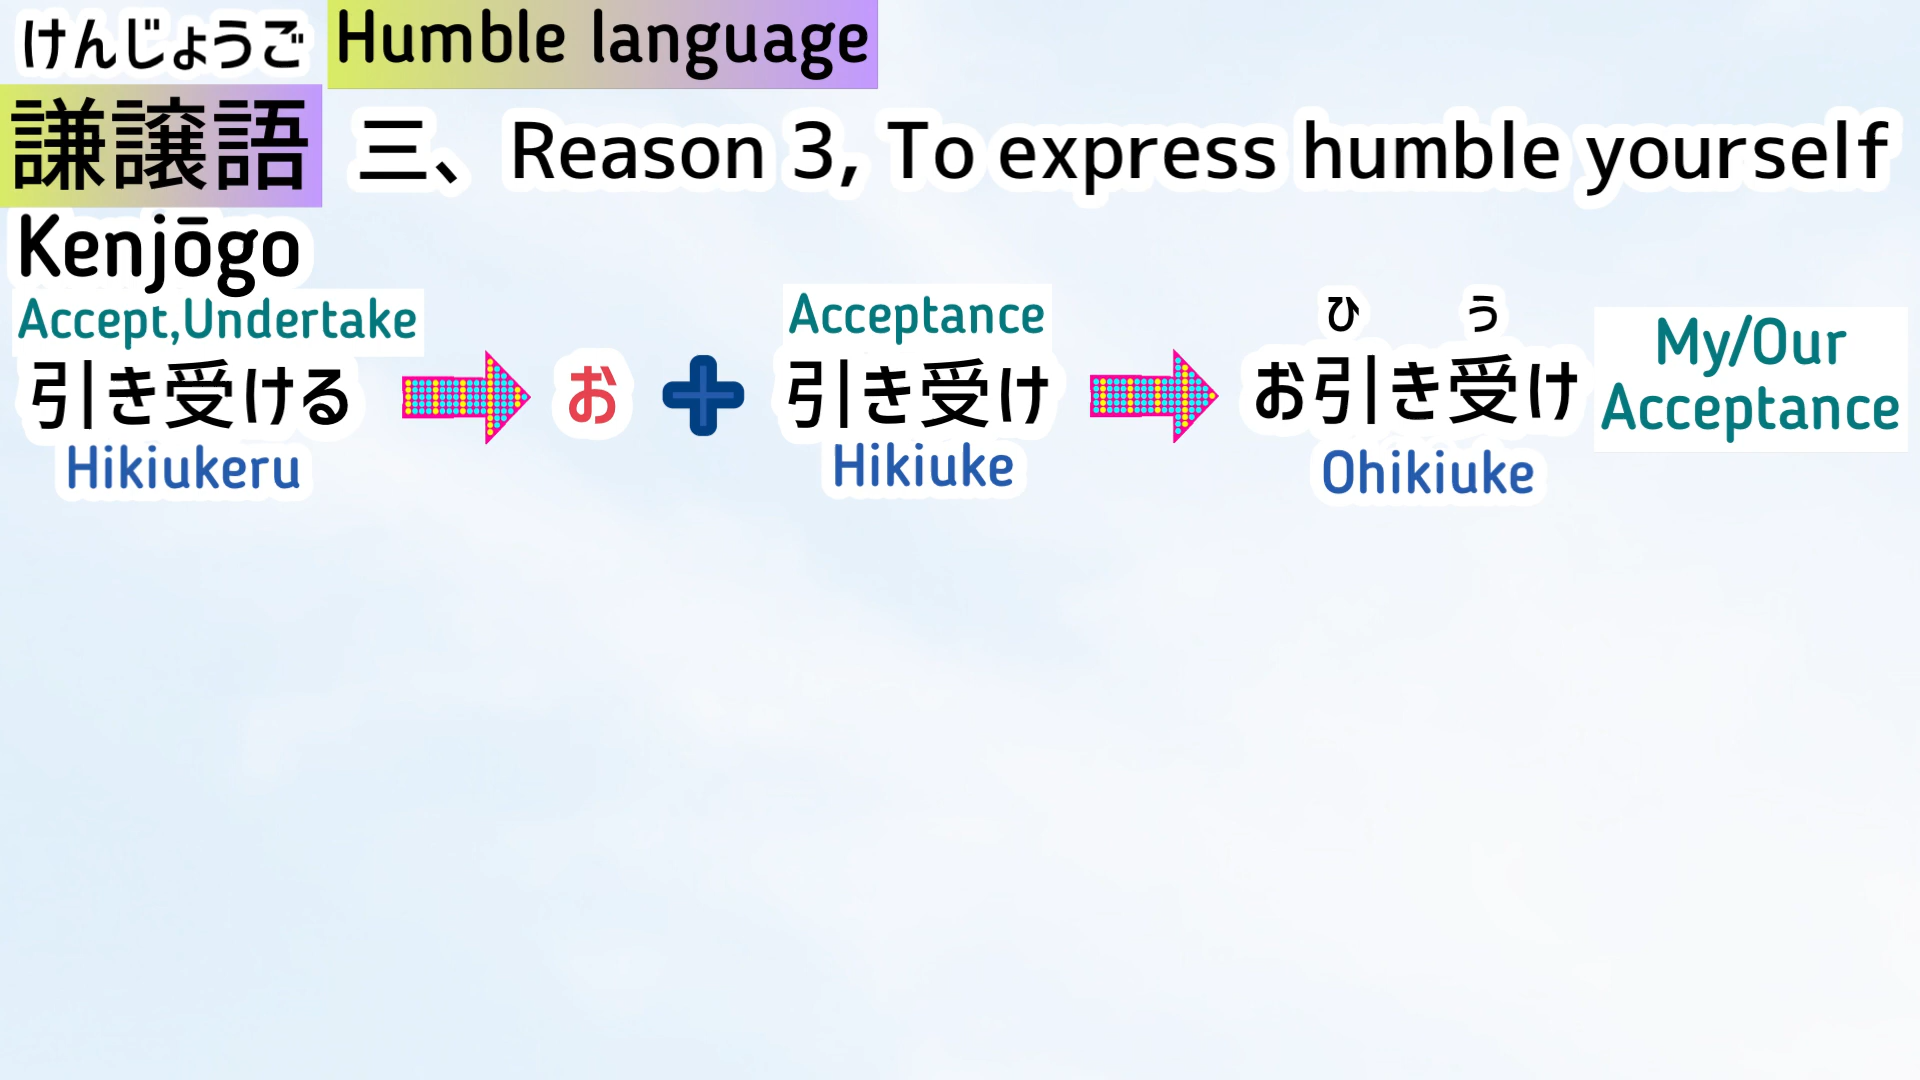 けんじょうご
Humble language
謙譲語
三、Reason 3, To express humble yourself
Kenjōgo
Accept,Undertake
引き受ける
Hikiukeru
お
Acceptance
引き受け
Hikiuke
ひ う
お引き受け
Ohikiuke
My/Our
Acceptance